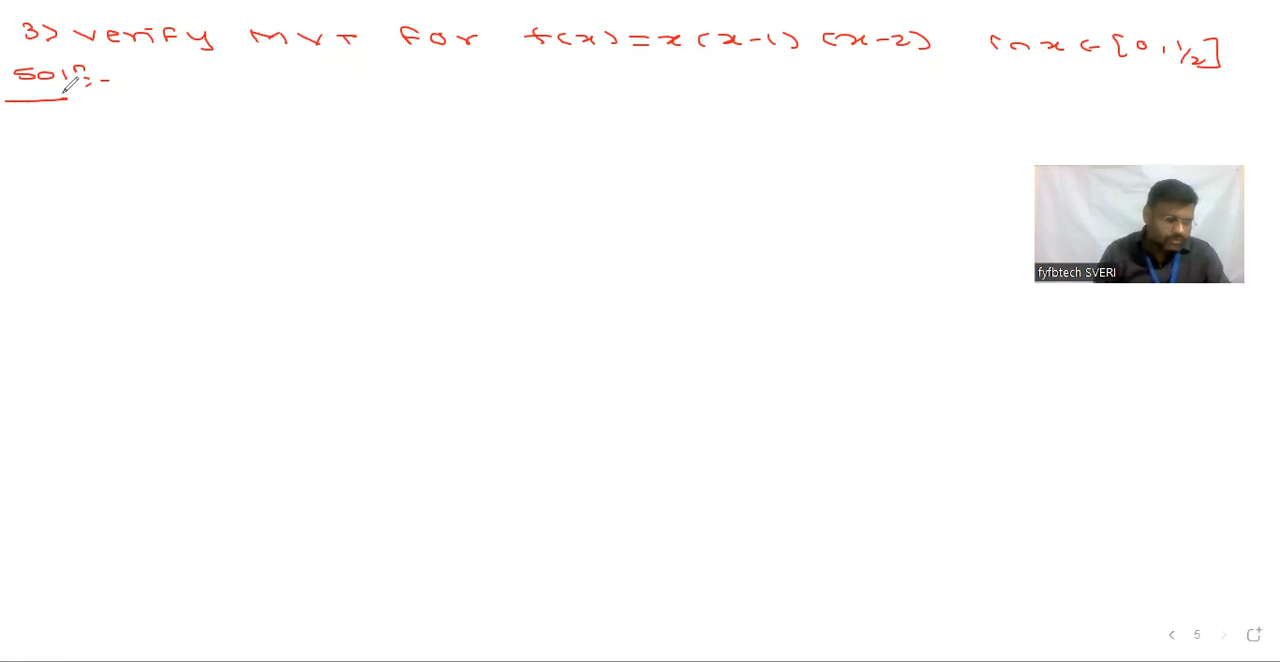 3) verify MVT for f(x)=x(x-1)(x-2) in x∈[0,1/2]
Solⁿ:-
fyfbtech SVERI
5